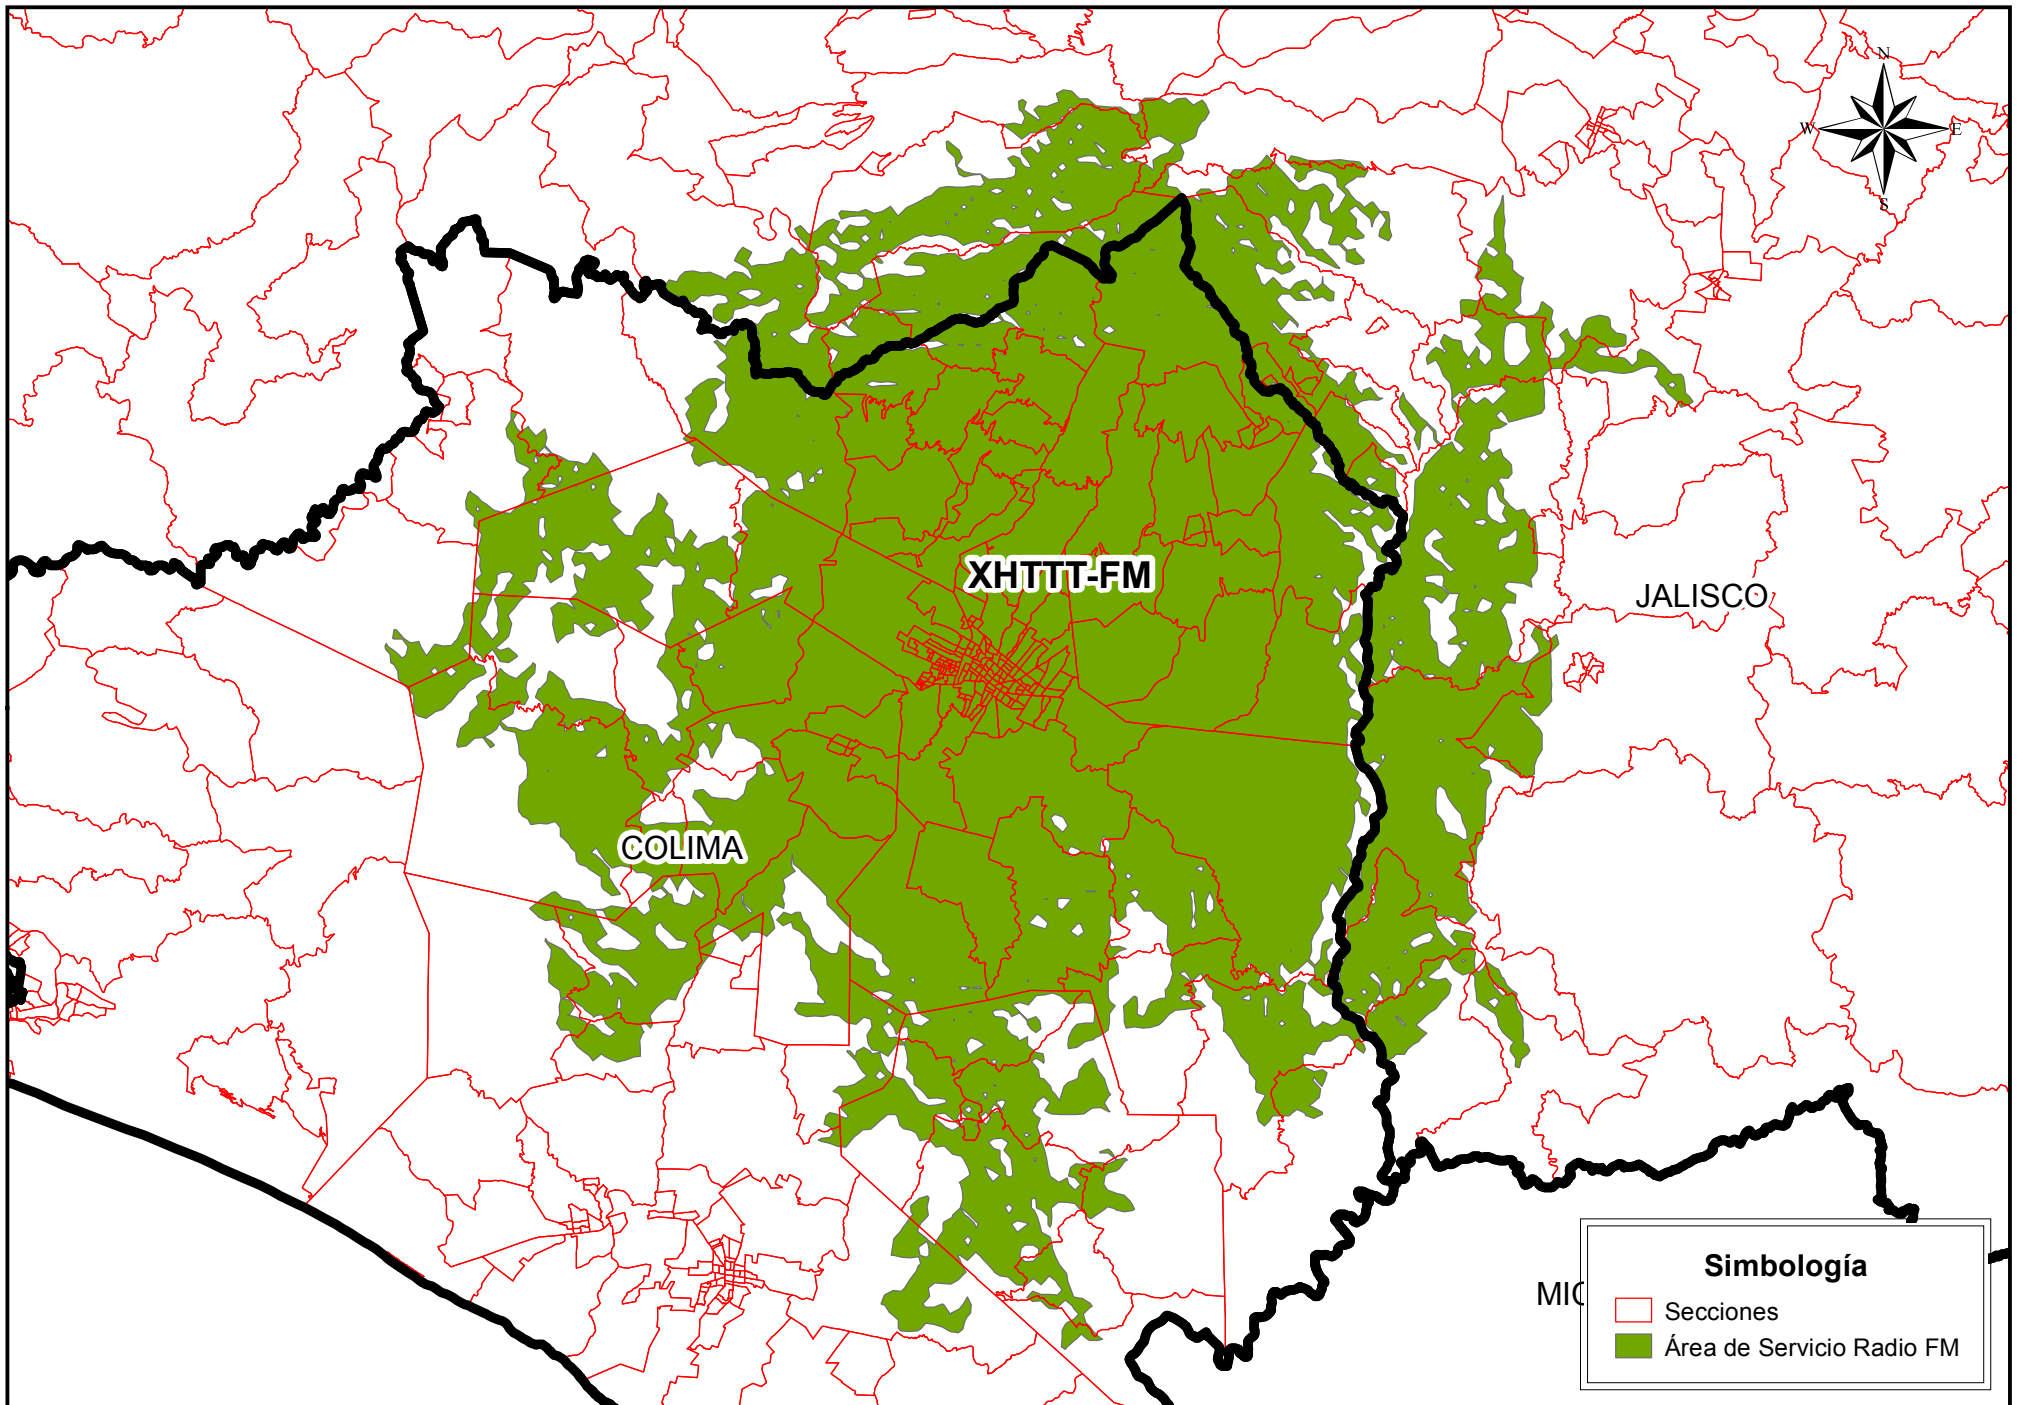 N
W E
S
XHTTT-FM
JALISCO
COLIMA
MIC
Simbología
Secciones
Área de Servicio Radio FM